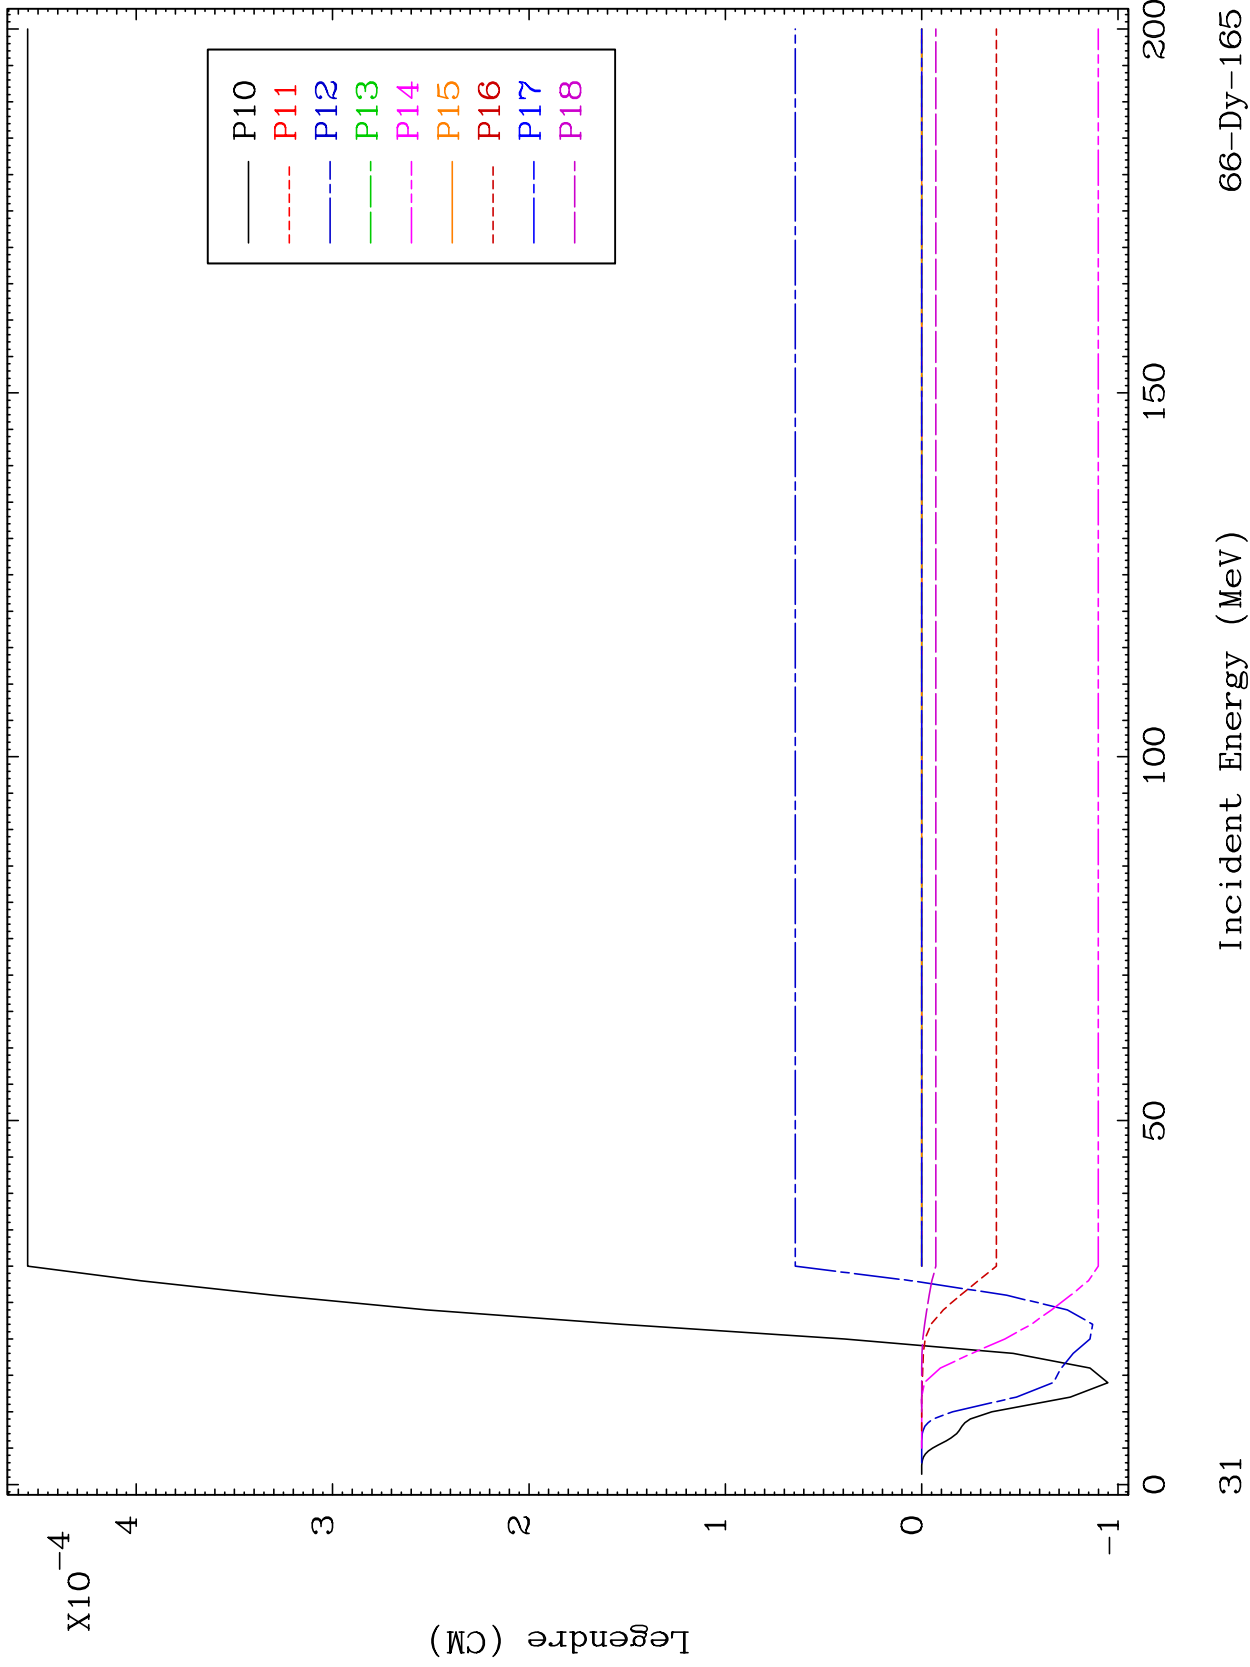 X10-4
4
3
2
1
0
-1
Legendre (CM)
P10
P11
P12
P13
P14
P15
P16
P17
P18
0
50
100
150
200
31
Incident Energy (MeV)
66-Dy-165